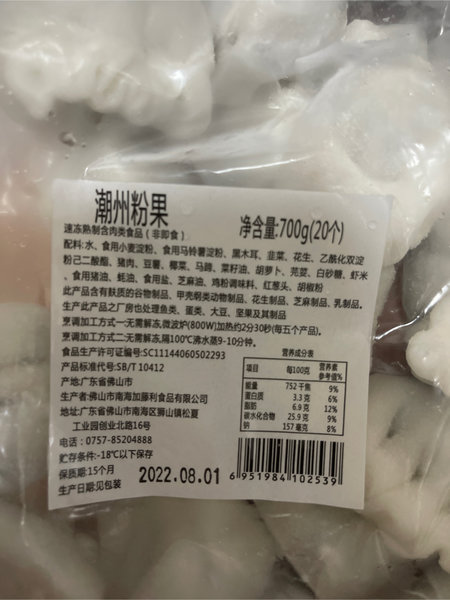 潮州粉果
净含量:700g(20个)
速冻熟制含肉类食品（非即食）
配料:水、食用小麦淀粉、食用马铃薯淀粉、黑木耳、韭菜、花生、乙酰化双淀
粉己二酸酯、猪肉、豆薯、椰菜、马蹄、菜籽油、胡萝卜、芫荽、白砂糖、虾米
、食用猪油、蚝油、食用盐、芝麻油、鸡粉调味料、红葱头、胡椒粉
此产品含有麸质的谷物制品、甲壳纲类动物制品、花生制品、芝麻制品、乳制品。
生产此产品之厂房也处理鱼类、蛋类、大豆、坚果及其制品
烹调加工方式一无需解冻,微波炉(800W)加热约2分30秒(每五个产品)。
烹调加工方式二无需解冻,隔100℃沸水蒸9-10分钟。
食品生产许可证编号:SC11144060502293
产品标准代号:SB/T 10412
产地:广东省佛山市
生产者:佛山市南海加藤利食品有限公司
地址:广东省佛山市南海区狮山镇松夏
工业园创业北路16号
电话：0757-85204888
贮存条件:-18℃以下保存
保质期:15个月
生产日期:见包装
2022.08.01
营养成分表
项目 每100克 营养素参考值%
能量 752 千焦 9%
蛋白质 3.3 克 6%
脂肪 6.9 克 12%
碳水化合物 25.9 克 9%
钠 157 毫克 8%
6951984102539